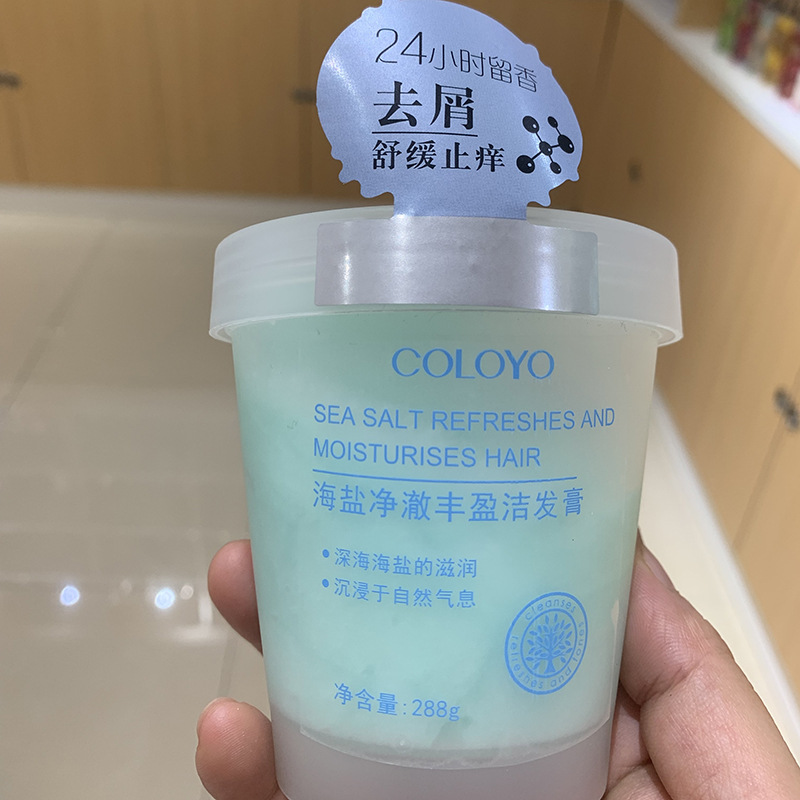 24小时留香
去屑
舒缓止痒
COLOYO
SEA SALT REFRESHES AND
MOISTURISES HAIR
海盐净澈丰盈洁发膏
•深海海盐的滋润
•沉浸于自然气息
cleanses
净含量:288g